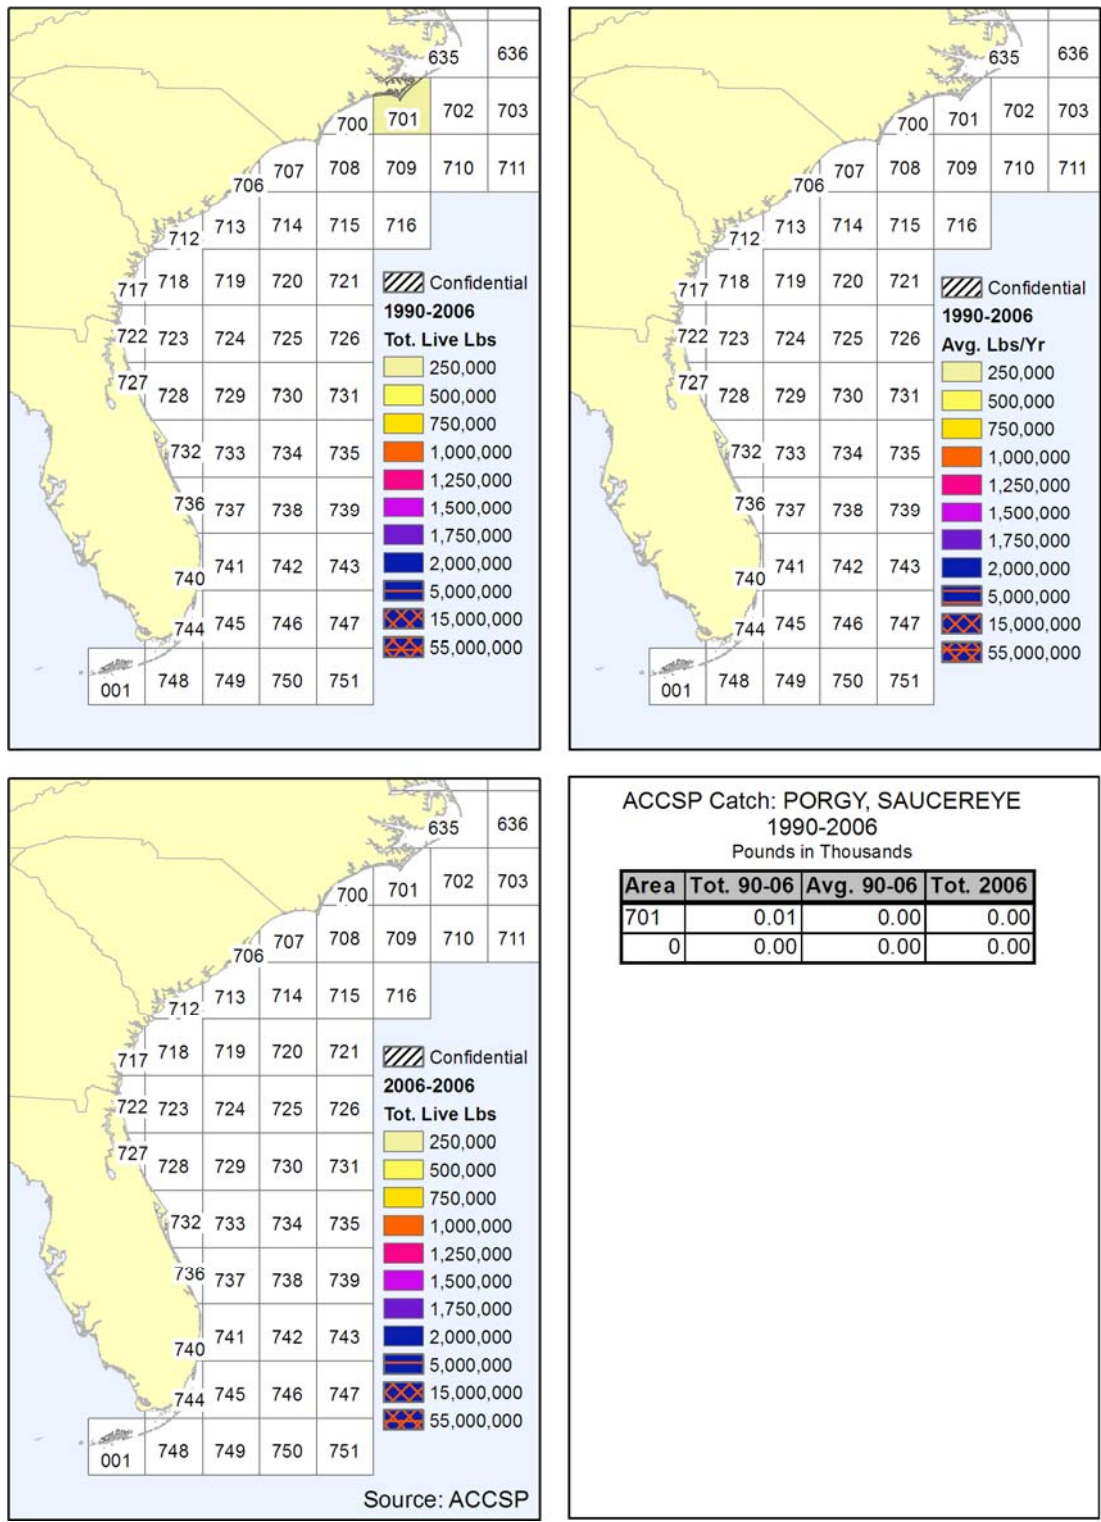 635 636
700 701 702 703
706 707 708 709 710 711
712 713 714 715 716
717 718 719 720 721
722 723 724 725 726
727 728 729 730 731
732 733 734 735
736 737 738 739
740 741 742 743
744 745 746 747
001 748 749 750 751
Confidential
1990-2006
Tot. Live Lbs
250,000
500,000
750,000
1,000,000
1,250,000
1,500,000
1,750,000
2,000,000
5,000,000
15,000,000
55,000,000
635 636
700 701 702 703
706 707 708 709 710 711
712 713 714 715 716
717 718 719 720 721
722 723 724 725 726
727 728 729 730 731
732 733 734 735
736 737 738 739
740 741 742 743
744 745 746 747
001 748 749 750 751
Confidential
1990-2006
Avg. Lbs/Yr
250,000
500,000
750,000
1,000,000
1,250,000
1,500,000
1,750,000
2,000,000
5,000,000
15,000,000
55,000,000
635 636
700 701 702 703
706 707 708 709 710 711
712 713 714 715 716
717 718 719 720 721
722 723 724 725 726
727 728 729 730 731
732 733 734 735
736 737 738 739
740 741 742 743
744 745 746 747
001 748 749 750 751
Confidential
2006-2006
Tot. Live Lbs
250,000
500,000
750,000
1,000,000
1,250,000
1,500,000
1,750,000
2,000,000
5,000,000
15,000,000
55,000,000
Source: ACCSP
ACCSP Catch: PORGY, SAUCEREYE
1990-2006
Pounds in Thousands
Area Tot. 90-06 Avg. 90-06 Tot. 2006
701 0.01 0.00 0.00
0 0.00 0.00 0.00